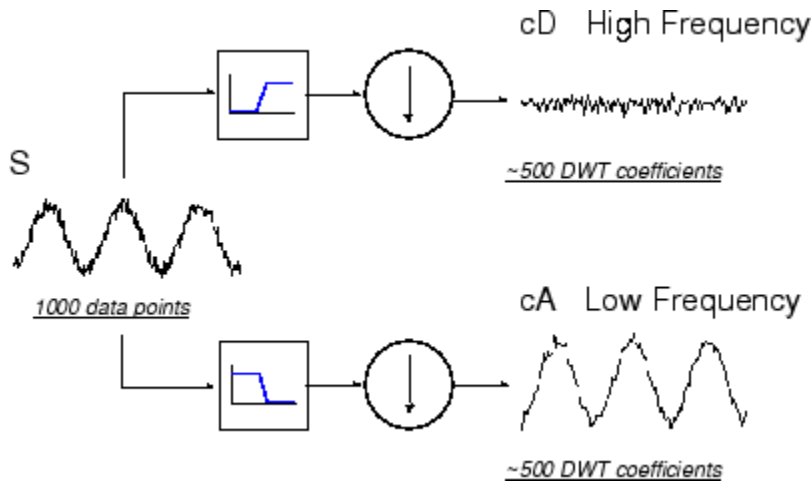 cD High Frequency
~500 DWT coefficients
S
1000 data points
cA Low Frequency
~500 DWT coefficients